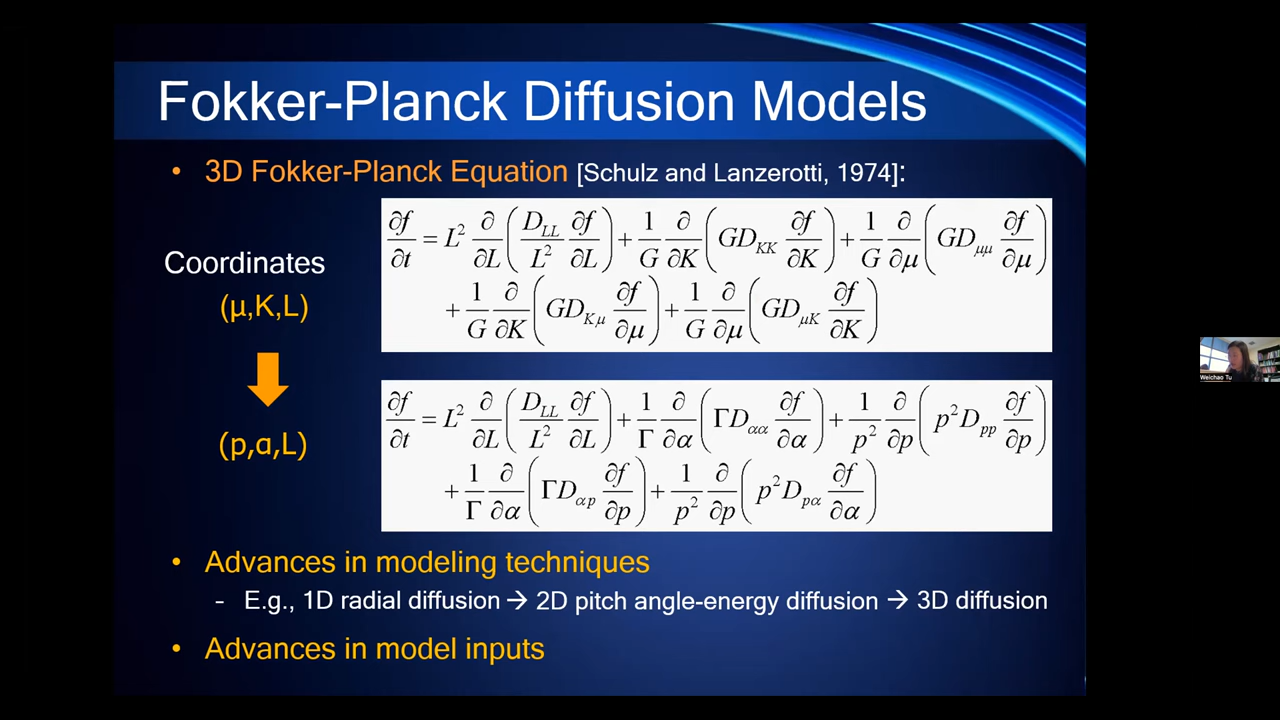 Fokker-Planck Diffusion Models
• 3D Fokker-Planck Equation [Schulz and Lanzerotti, 1974]:
Coordinates
(μ,K,L)
∂f/∂t = L² ∂/∂L (D_LL/L² ∂f/∂L) + 1/G ∂/∂K (GD_KK ∂f/∂K) + 1/G ∂/∂μ (GD_μμ ∂f/∂μ)
+ 1/G ∂/∂K (GD_Kμ ∂f/∂μ) + 1/G ∂/∂μ (GD_μK ∂f/∂K)
(p,α,L)
∂f/∂t = L² ∂/∂L (D_LL/L² ∂f/∂L) + 1/Γ ∂/∂α (ΓD_αα ∂f/∂α) + 1/p² ∂/∂p (p²D_pp ∂f/∂p)
+ 1/Γ ∂/∂α (ΓD_αp ∂f/∂p) + 1/p² ∂/∂p (p²D_pα ∂f/∂α)
• Advances in modeling techniques
- E.g., 1D radial diffusion → 2D pitch angle-energy diffusion → 3D diffusion
• Advances in model inputs
Weichao Tu